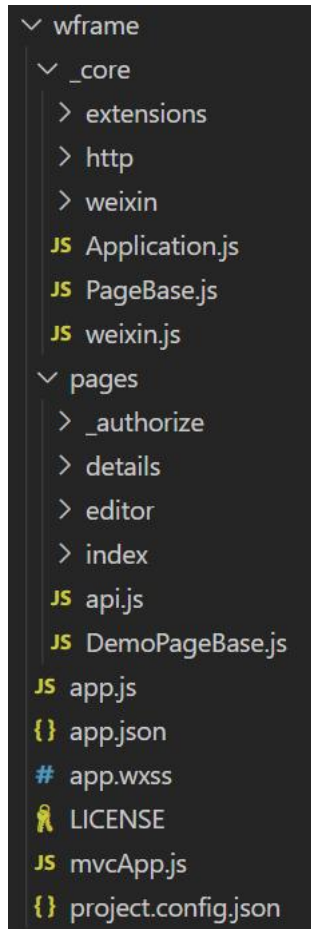 wframe
_core
extensions
http
weixin
JS Application.js
JS PageBase.js
JS weixin.js
pages
_authorize
details
editor
index
JS api.js
JS DemoPageBase.js
JS app.js
{} app.json
# app.wxss
LICENSE
JS mvcApp.js
{} project.config.json